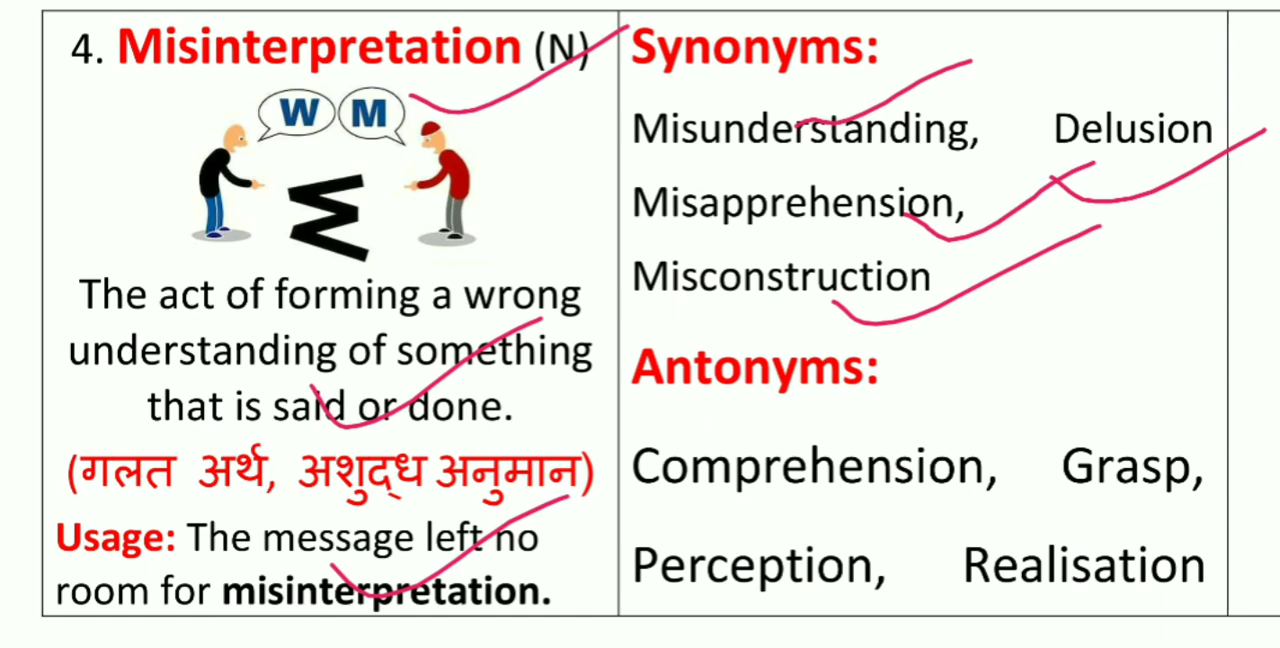 4. Misinterpretation (N)
W M
The act of forming a wrong
understanding of something
that is said or done.
(गलत अर्थ, अशुद्ध अनुमान)
Usage: The message left no
room for misinterpretation.
Synonyms:
Misunderstanding, Delusion
Misapprehension,
Misconstruction
Antonyms:
Comprehension, Grasp,
Perception, Realisation